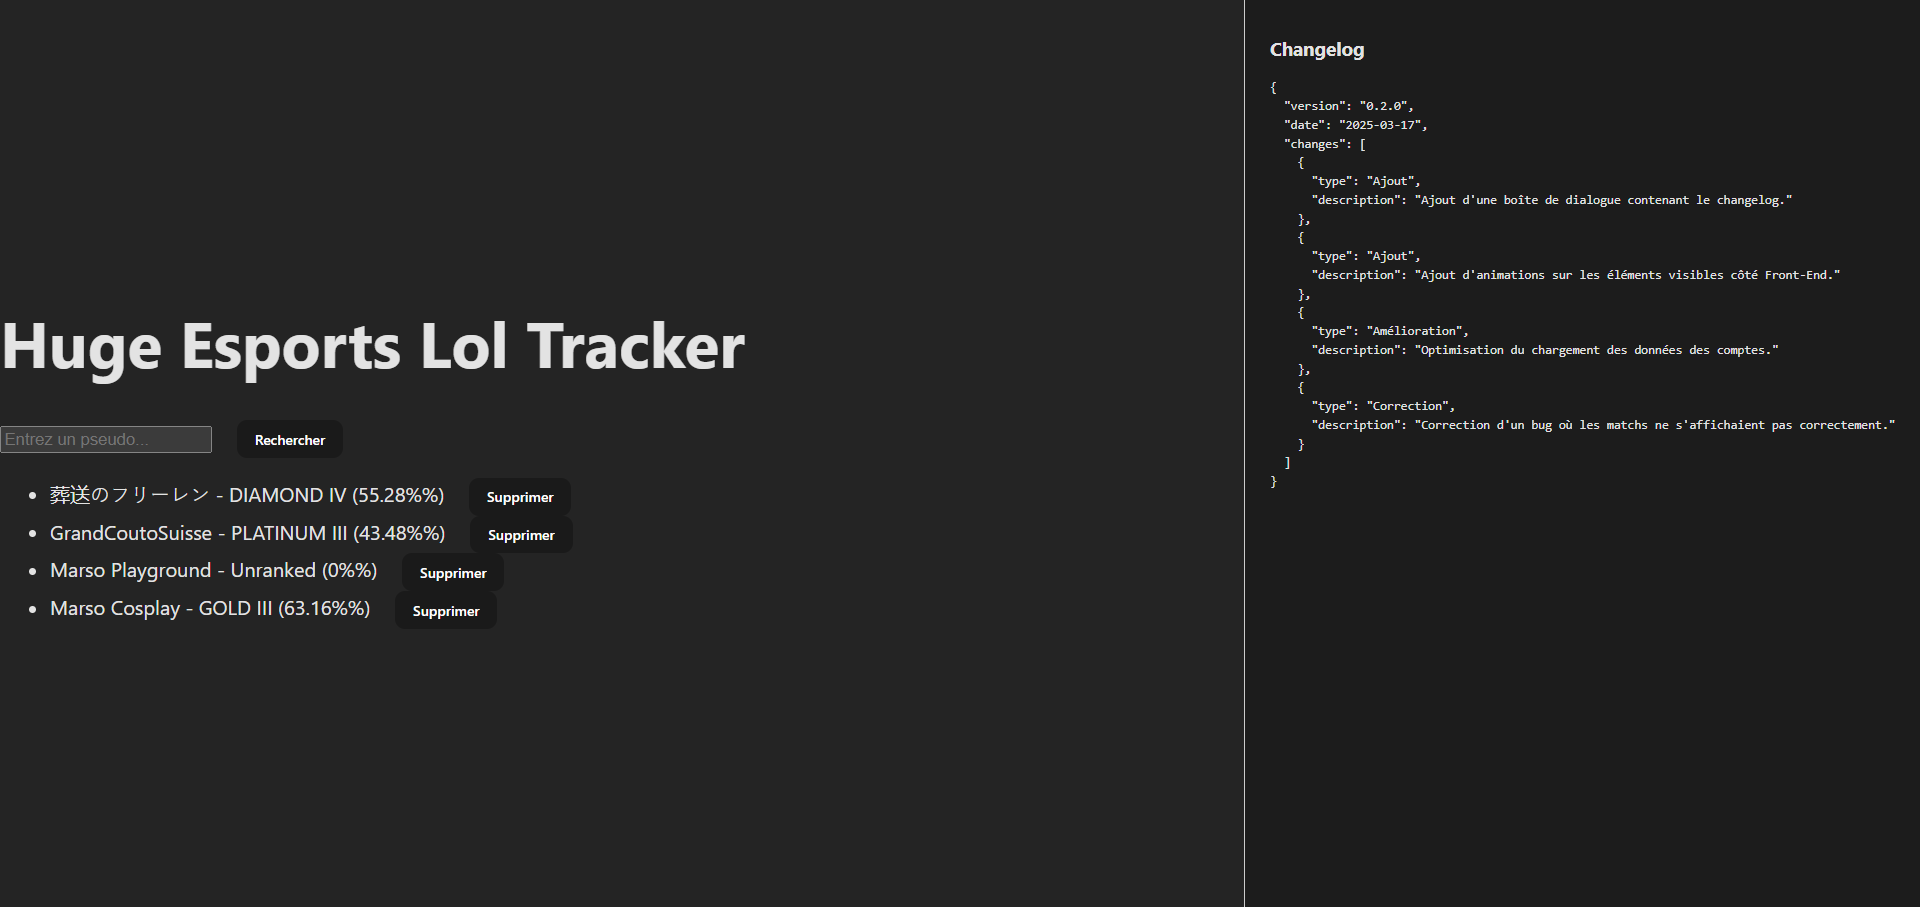 Huge Esports Lol Tracker
Entrez un pseudo...
Rechercher
葬送のフリーレン - DIAMOND IV (55.28%%) Supprimer
GrandCoutoSuisse - PLATINUM III (43.48%%) Supprimer
Marso Playground - Unranked (0%%) Supprimer
Marso Cosplay - GOLD III (63.16%%) Supprimer
Changelog
{
  "version": "0.2.0",
  "date": "2025-03-17",
  "changes": [
    {
      "type": "Ajout",
      "description": "Ajout d'une boîte de dialogue contenant le changelog."
    },
    {
      "type": "Ajout",
      "description": "Ajout d'animations sur les éléments visibles côté Front-End."
    },
    {
      "type": "Amélioration",
      "description": "Optimisation du chargement des données des comptes."
    },
    {
      "type": "Correction",
      "description": "Correction d'un bug où les matchs ne s'affichaient pas correctement."
    }
  ]
}